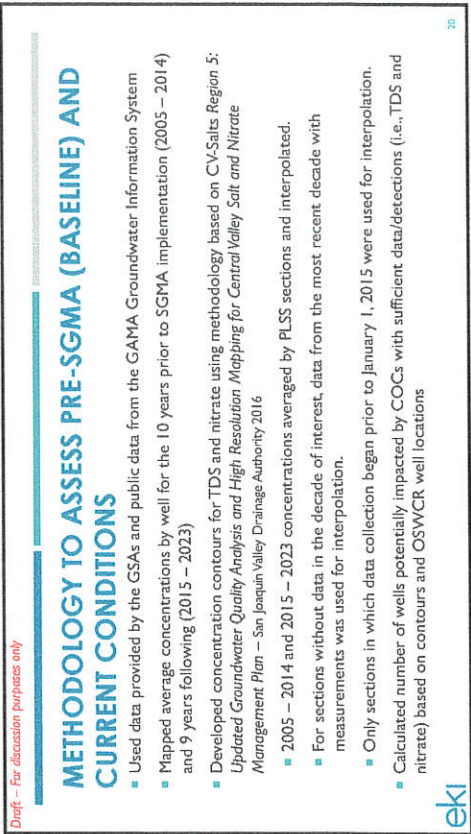 Draft – For discussion purposes only
METHODOLOGY TO ASSESS PRE-SGMA (BASELINE) AND
CURRENT CONDITIONS
Used data provided by the GSAs and public data from the GAMA Groundwater Information System
Mapped average concentrations by well for the 10 years prior to SGMA implementation (2005 – 2014)
and 9 years following (2015 – 2023)
Developed concentration contours for TDS and nitrate using methodology based on CV-Salts Region 5:
Updated Groundwater Quality Analysis and High Resolution Mapping for Central Valley Salt and Nitrate
Management Plan – San Joaquin Valley Drainage Authority 2016
2005 – 2014 and 2015 – 2023 concentrations averaged by PLSS sections and interpolated.
For sections without data in the decade of interest, data from the most recent decade with
measurements was used for interpolation.
Only sections in which data collection began prior to January 1, 2015 were used for interpolation.
Calculated number of wells potentially impacted by COCs with sufficient data/detections (i.e., TDS and
nitrate) based on contours and OSWCR well locations
eki
20